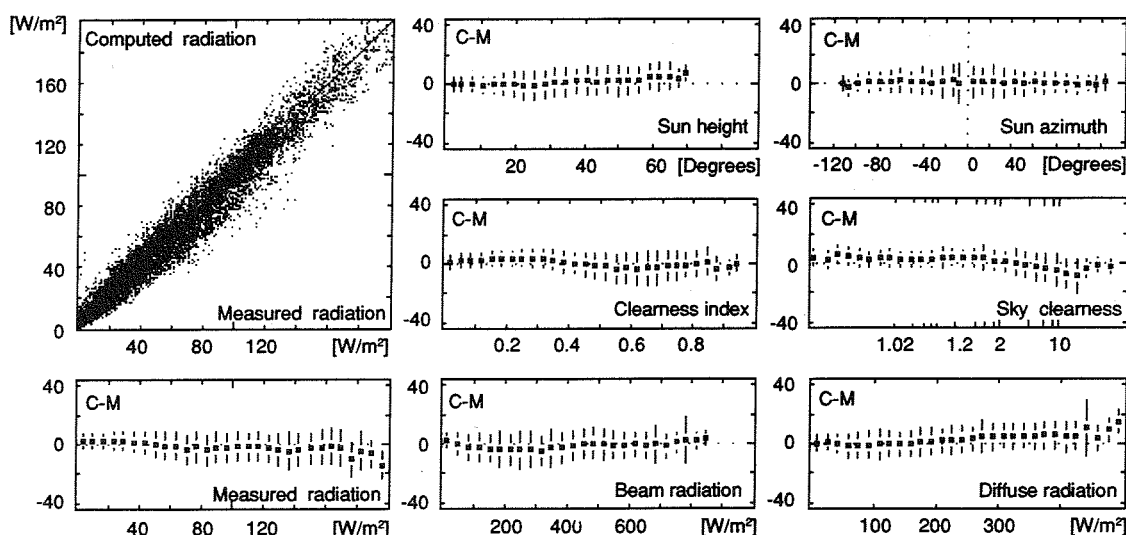 [W/m²]
Computed radiation
160
120
80
40
0
Measured radiation
40 80 120 [W/m²]
40
C-M
0
-40
Sun height
20 40 60 [Degrees]
40
C-M
0
-40
Sun azimuth
-120 -80 -40 0 40 [Degrees]
40
C-M
0
-40
Clearness index
0.2 0.4 0.6 0.8
40
C-M
0
-40
Sky clearness
1.02 1.2 2 10
40
C-M
0
-40
Measured radiation
40 80 120 [W/m²]
40
C-M
0
-40
Beam radiation
200 400 600 [W/m²]
40
C-M
0
-40
Diffuse radiation
100 200 300 [W/m²]